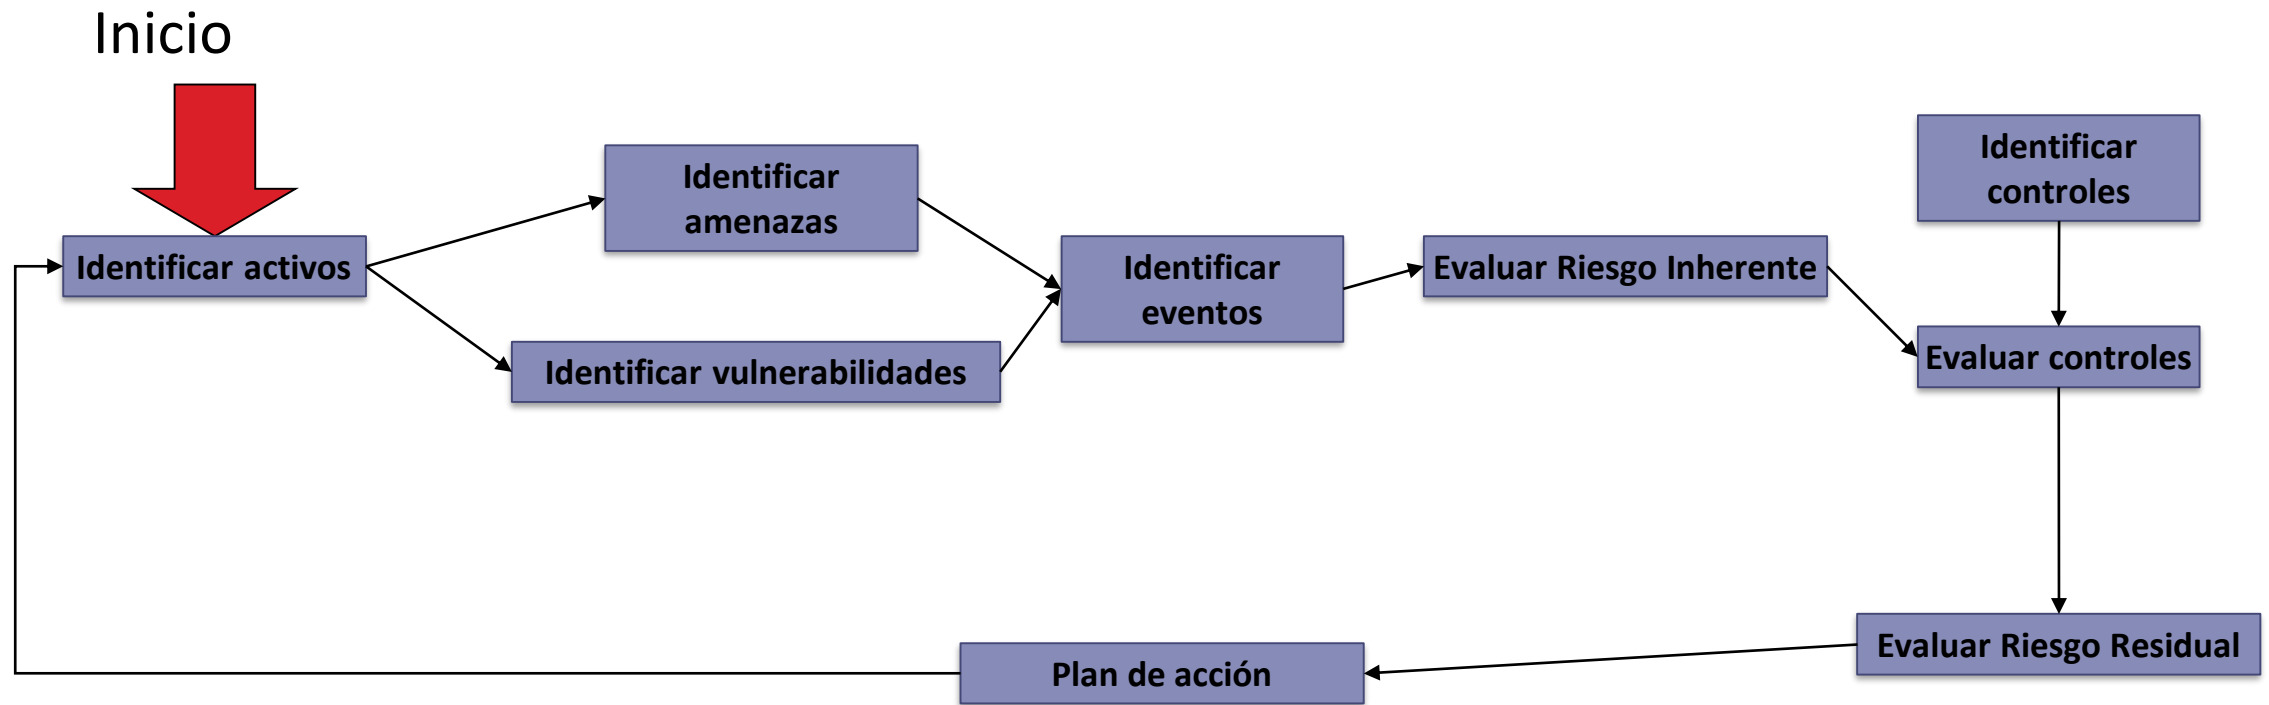 Inicio
Identificar activos
Identificar
amenazas
Identificar vulnerabilidades
Identificar
eventos
Evaluar Riesgo Inherente
Identificar
controles
Evaluar controles
Evaluar Riesgo Residual
Plan de acción